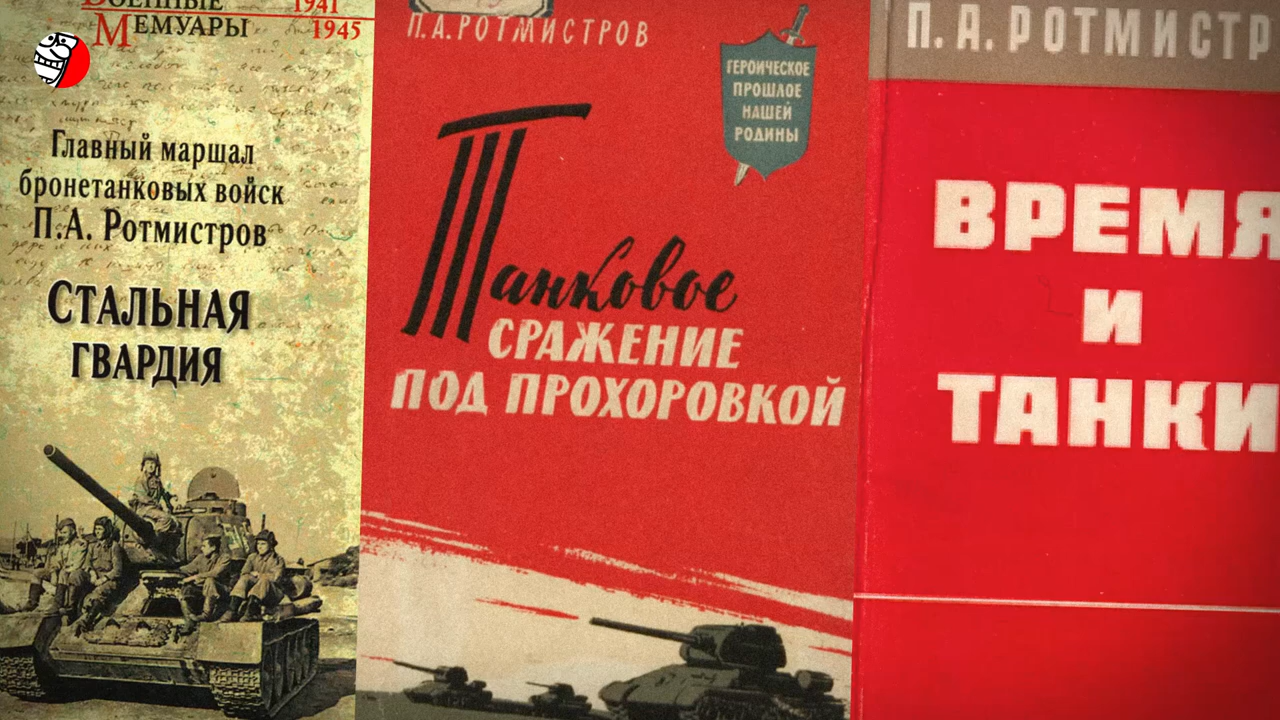 ВОЕННЫЕ 1941
МЕМУАРЫ 1945
Главный маршал
бронетанковых войск
П.А. Ротмистров
СТАЛЬНАЯ
ГВАРДИЯ
П.А.РОТМИСТРОВ
ГЕРОИЧЕСКОЕ
ПРОШЛОЕ
НАШЕЙ
РОДИНЫ
Танковое
СРАЖЕНИЕ
ПОД ПРОХОРОВКОЙ
П. А. РОТМИСТР
ВРЕМЯ
И
ТАНКИ